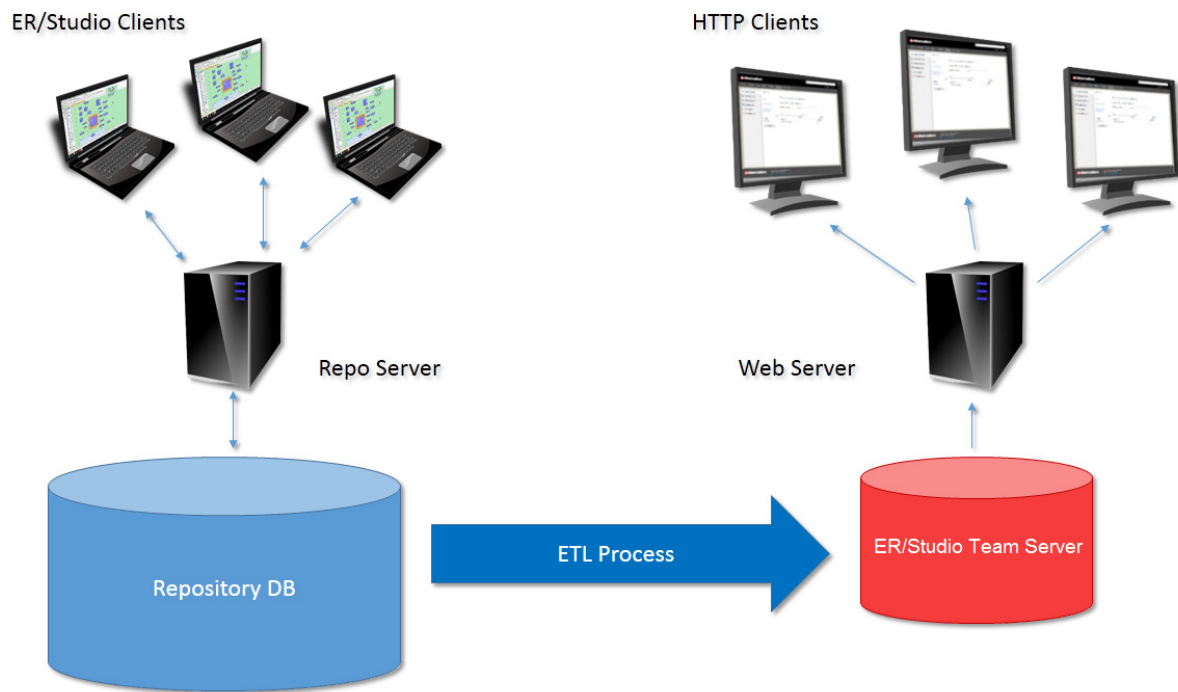 ER/Studio Clients
HTTP Clients
Repo Server
Web Server
Repository DB
ETL Process
ER/Studio Team Server